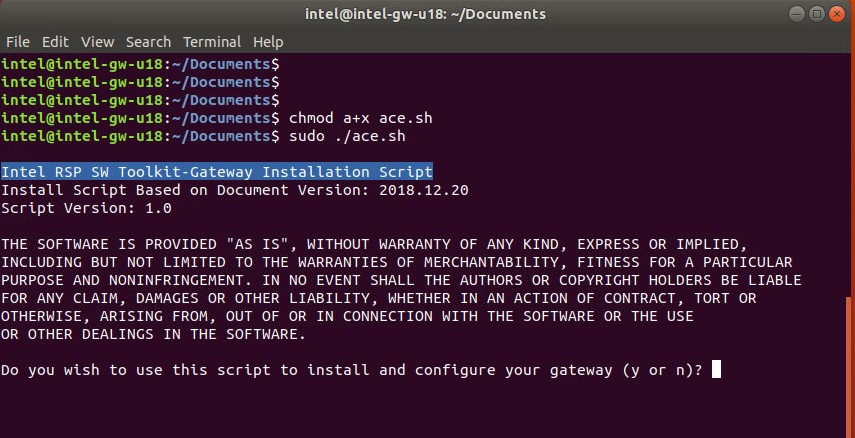 intel@intel-gw-u18: ~/Documents
File Edit View Search Terminal Help
intel@intel-gw-u18:~/Documents$
intel@intel-gw-u18:~/Documents$
intel@intel-gw-u18:~/Documents$
intel@intel-gw-u18:~/Documents$ chmod a+x ace.sh
intel@intel-gw-u18:~/Documents$ sudo ./ace.sh
Intel RSP SW Toolkit-Gateway Installation Script
Install Script Based on Document Version: 2018.12.20
Script Version: 1.0
THE SOFTWARE IS PROVIDED "AS IS", WITHOUT WARRANTY OF ANY KIND, EXPRESS OR IMPLIED,
INCLUDING BUT NOT LIMITED TO THE WARRANTIES OF MERCHANTABILITY, FITNESS FOR A PARTICULAR
PURPOSE AND NONINFRINGEMENT. IN NO EVENT SHALL THE AUTHORS OR COPYRIGHT HOLDERS BE LIABLE
FOR ANY CLAIM, DAMAGES OR OTHER LIABILITY, WHETHER IN AN ACTION OF CONTRACT, TORT OR
OTHERWISE, ARISING FROM, OUT OF OR IN CONNECTION WITH THE SOFTWARE OR THE USE
OR OTHER DEALINGS IN THE SOFTWARE.
Do you wish to use this script to install and configure your gateway (y or n)?